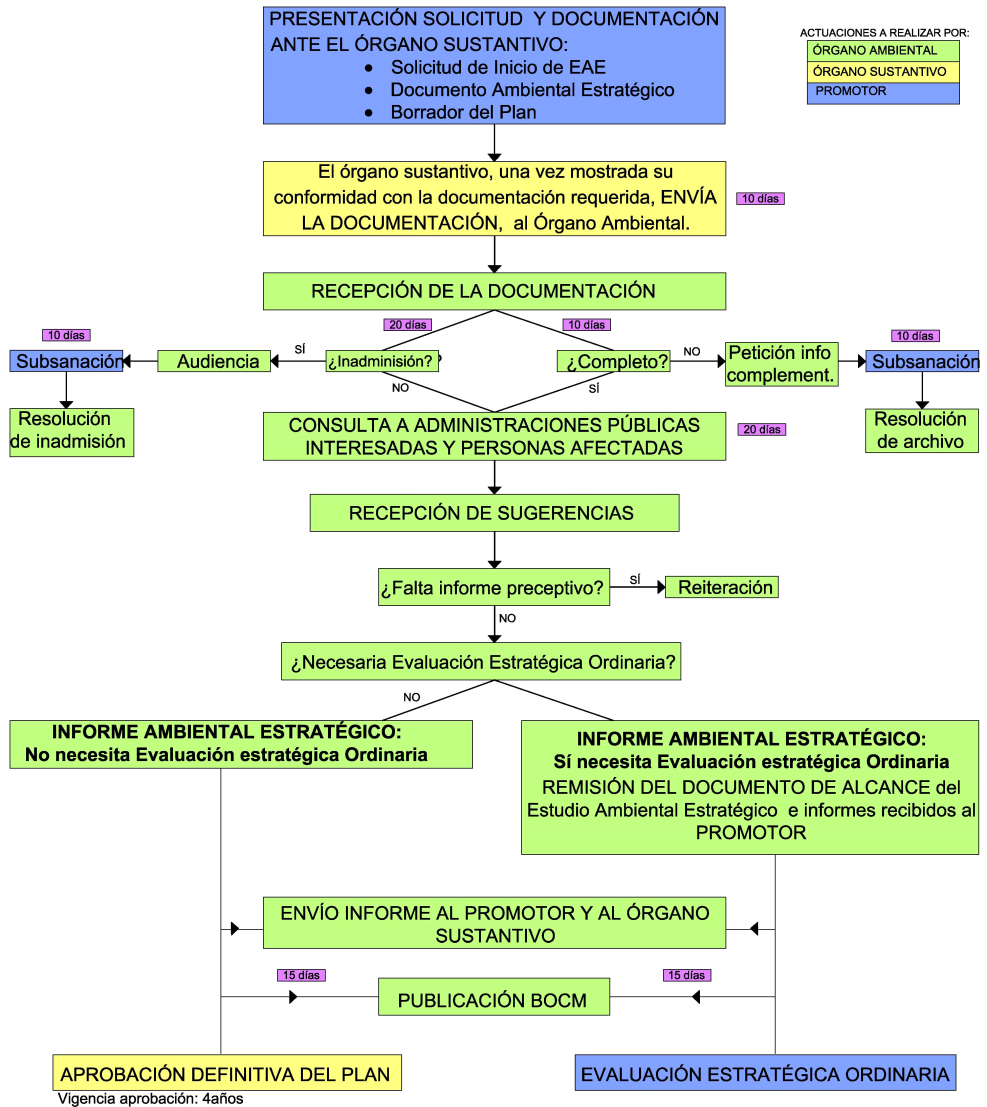 PRESENTACIÓN SOLICITUD Y DOCUMENTACIÓN
ANTE EL ÓRGANO SUSTANTIVO:
• Solicitud de Inicio de EAE
• Documento Ambiental Estratégico
• Borrador del Plan
ACTUACIONES A REALIZAR POR:
ÓRGANO AMBIENTAL
ÓRGANO SUSTANTIVO
PROMOTOR
El órgano sustantivo, una vez mostrada su
conformidad con la documentación requerida, ENVÍA
LA DOCUMENTACIÓN, al Órgano Ambiental.
10 días
RECEPCIÓN DE LA DOCUMENTACIÓN
20 días
10 días
10 días
Subsanación
Audiencia
SÍ
¿Inadminisión?
?
¿Completo?
NO
Petición info
complement.
10 días
Subsanación
NO
SÍ
Resolución
de inadmisión
CONSULTA A ADMINISTRACIONES PÚBLICAS
INTERESADAS Y PERSONAS AFECTADAS
20 días
Resolución
de archivo
RECEPCIÓN DE SUGERENCIAS
¿Falta informe preceptivo?
SÍ
Reiteración
NO
¿Necesaria Evaluación Estratégica Ordinaria?
NO
INFORME AMBIENTAL ESTRATÉGICO:
No necesita Evaluación estratégica Ordinaria
INFORME AMBIENTAL ESTRATÉGICO:
Sí necesita Evaluación estratégica Ordinaria
REMISIÓN DEL DOCUMENTO DE ALCANCE del
Estudio Ambiental Estratégico e informes recibidos al
PROMOTOR
ENVÍO INFORME AL PROMOTOR Y AL ÓRGANO
SUSTANTIVO
15 días
15 días
PUBLICACIÓN BOCM
APROBACIÓN DEFINITIVA DEL PLAN
EVALUACIÓN ESTRATÉGICA ORDINARIA
Vigencia aprobación: 4años